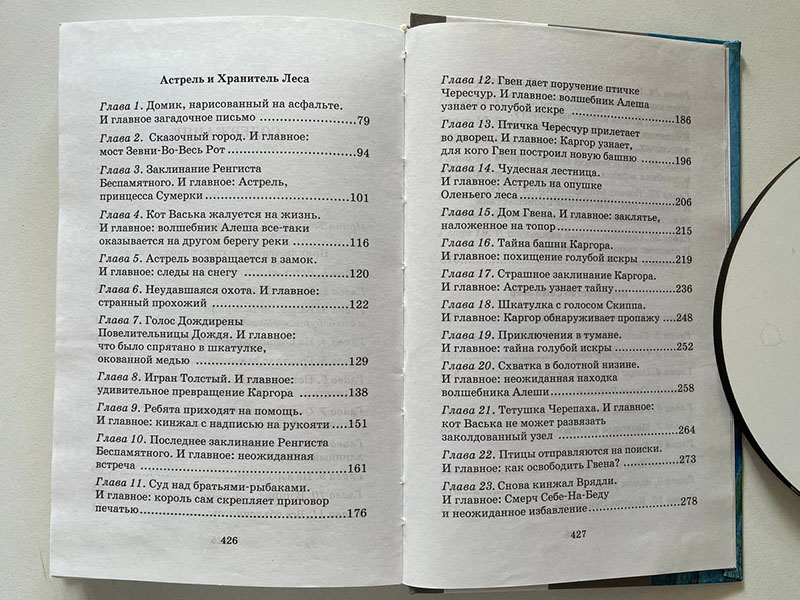 Астрель и Хранитель Леса
Глава 1. Домик, нарисованный на асфальте.
И главное загадочное письмо ..................79
Глава 2. Сказочный город. И главное:
мост Зевни-Во-Весь Рот ........................94
Глава 3. Заклинание Ренгиста
Беспамятного. И главное: Астрель,
принцесса Сумерки ............................101
Глава 4. Кот Васька жалуется на жизнь.
И главное: волшебник Алеша все-таки
оказывается на другом берегу реки ............116
Глава 5. Астрель возвращается в замок.
И главное: следы на снегу ....................120
Глава 6. Неудавшаяся охота. И главное:
странный прохожий ............................122
Глава 7. Голос Дождирены
Повелительницы Дождя. И главное:
что было спрятано в шкатулке,
окованной медью ..............................129
Глава 8. Игран Толстый. И главное:
удивительное превращение Каргора .............138
Глава 9. Ребята приходят на помощь.
И главное: кинжал с надписью на рукояти .....151
Глава 10. Последнее заклинание Ренгиста
Беспамятного. И главное: неожиданная
встреча ......................................161
Глава 11. Суд над братьями-рыбаками.
И главное: король сам скрепляет приговор
печатью.......................................176
426
Глава 12. Гвен дает поручение птичке
Чересчур. И главное: волшебник Алеша
узнает о голубой искре .......................186
Глава 13. Птичка Чересчур прилетает
во дворец. И главное: Каргор узнает,
для кого Гвен построил новую башню ...........196
Глава 14. Чудесная лестница.
И главное: Астрель на опушке
Оленьего леса ................................206
Глава 15. Дом Гвена. И главное: заклятье,
наложенное на топор ..........................215
Глава 16. Тайна башни Каргора.
И главное: похищение голубой искры ...........219
Глава 17. Страшное заклинание Каргора.
И главное: Астрель узнает тайну...............236
Глава 18. Шкатулка с голосом Скиппа.
И главное: Каргор обнаруживает пропажу ....248
Глава 19. Приключения в тумане.
И главное: тайна голубой искры ...............252
Глава 20. Схватка в болотной низине.
И главное: неожиданная находка
волшебника Алеши..............................258
Глава 21. Тетушка Черепаха. И главное:
кот Васька не может развязать
заколдованный узел ...........................264
Глава 22. Птицы отправляются на поиски.
И главное: как освободить Гвена? .............273
Глава 23. Снова кинжал Врядли.
И главное: Смерч Себе-На-Беду
и неожиданное избавление......................278
427